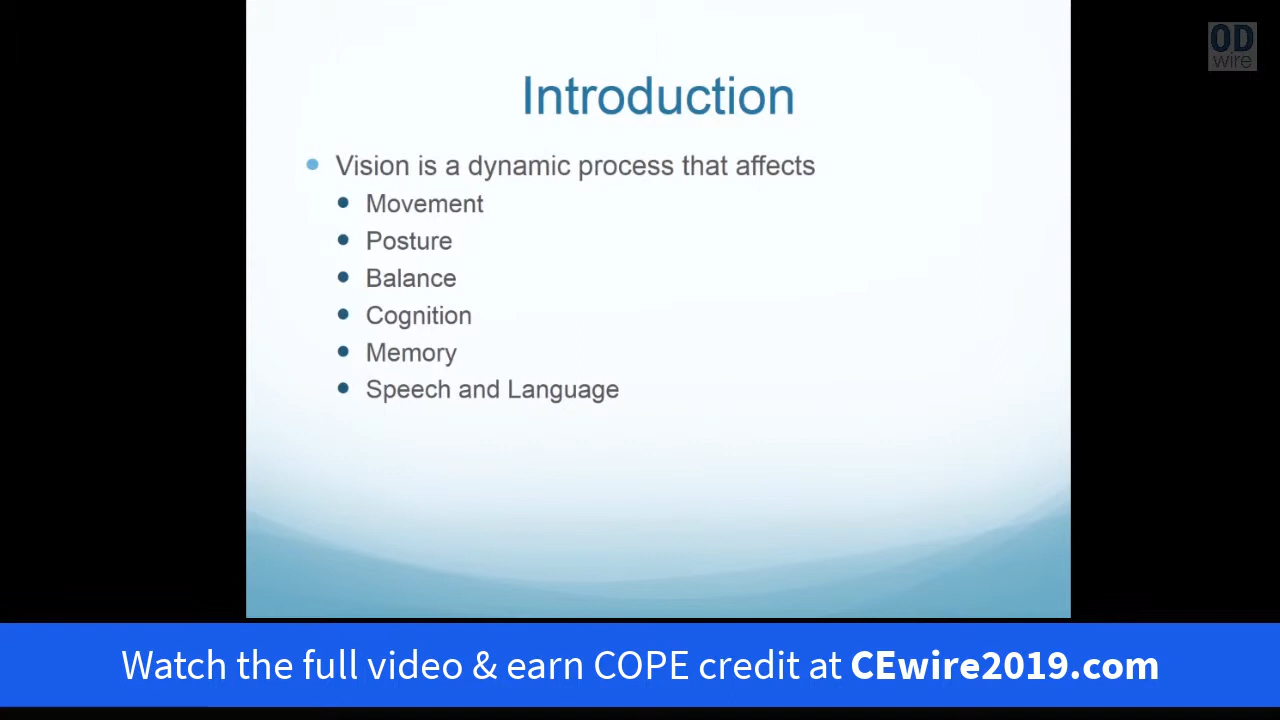 OD
wire
Introduction
Vision is a dynamic process that affects
Movement
Posture
Balance
Cognition
Memory
Speech and Language
Watch the full video & earn COPE credit at CEwire2019.com